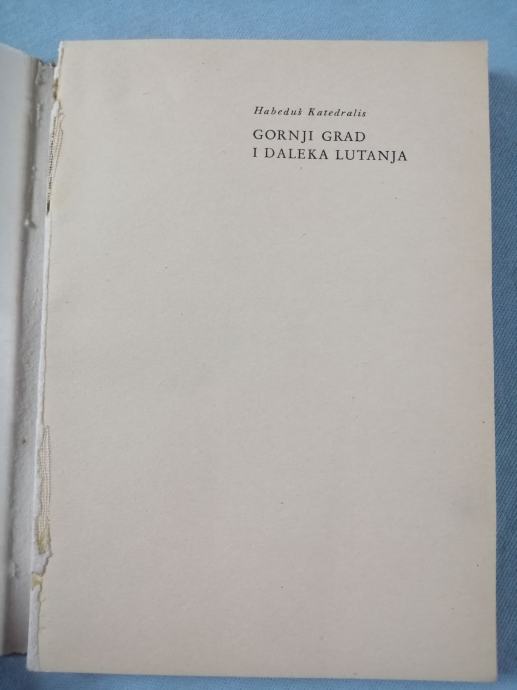 Habeduš Katedralis
GORNJI GRAD
I DALEKA LUTANJA